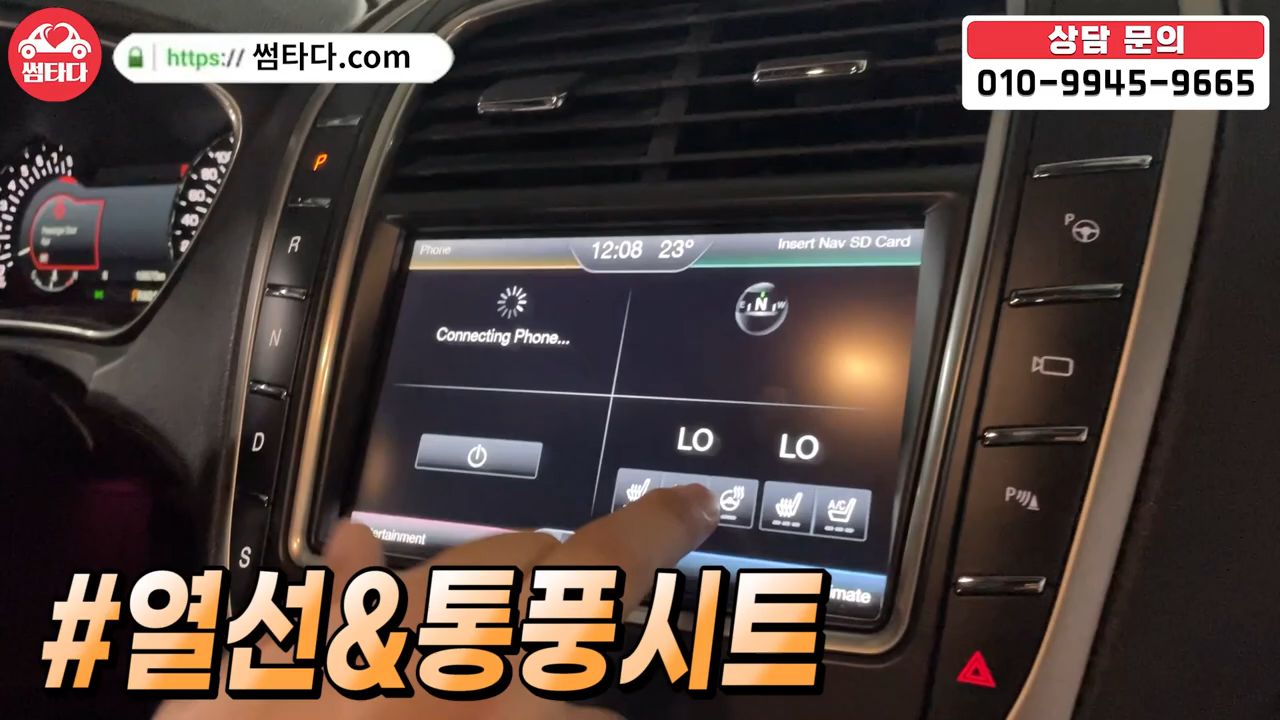 썸타다
https:// 썸타다.com
상담 문의
010-9945-9665
P
R
N
D
S
Phone
12:08 23°
Insert Nav SD Card
Connecting Phone...
E N W
LO LO
A/C
P
P
#열선&통풍시트